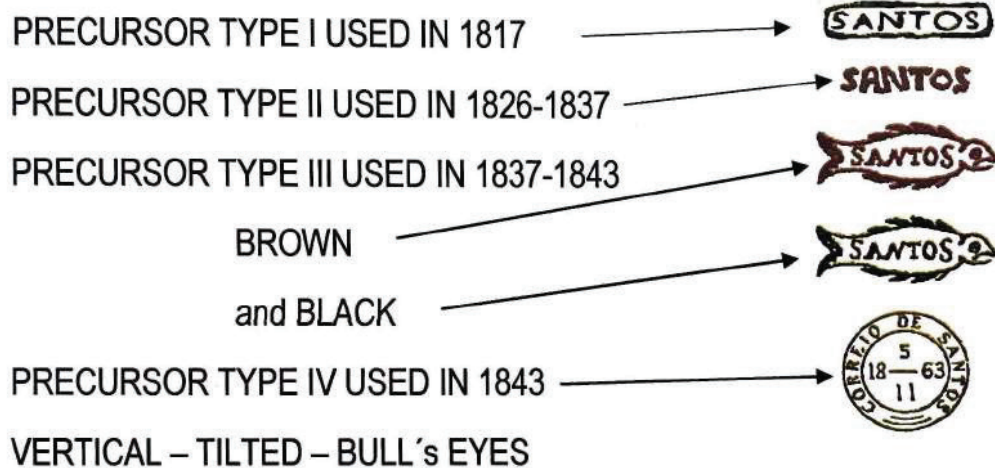 PRECURSOR TYPE I USED IN 1817
SANTOS
PRECURSOR TYPE II USED IN 1826-1837
SANTOS
PRECURSOR TYPE III USED IN 1837-1843
SANTOS
BROWN
SANTOS
and BLACK
PRECURSOR TYPE IV USED IN 1843
CORREIO DE SANTOS
5
18 — 63
11
VERTICAL – TILTED – BULL´s EYES